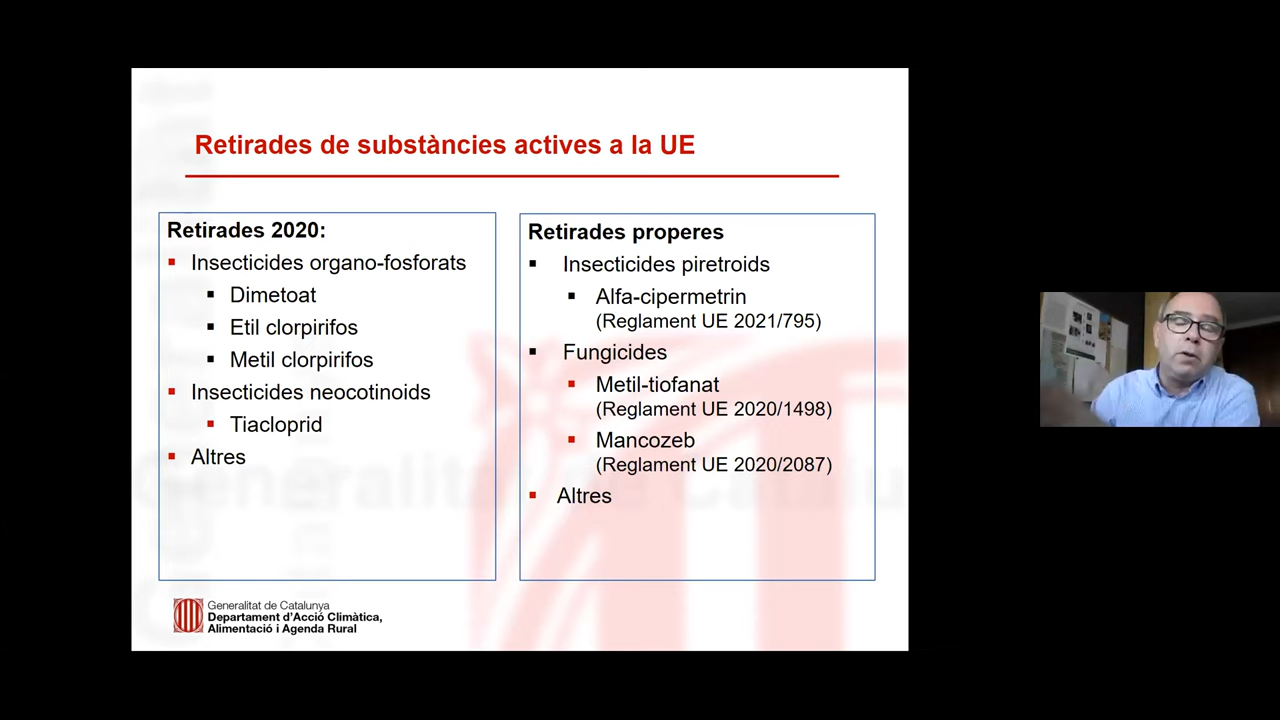 Retirades de substàncies actives a la UE
Retirades 2020:
Insecticides organo-fosforats
Dimetoat
Etil clorpirifos
Metil clorpirifos
Insecticides neocotinoids
Tiacloprid
Altres
Retirades properes
Insecticides piretroids
Alfa-cipermetrin
(Reglament UE 2021/795)
Fungicides
Metil-tiofanat
(Reglament UE 2020/1498)
Mancozeb
(Reglament UE 2020/2087)
Altres
Generalitat de Catalunya
Departament d'Acció Climàtica,
Alimentació i Agenda Rural